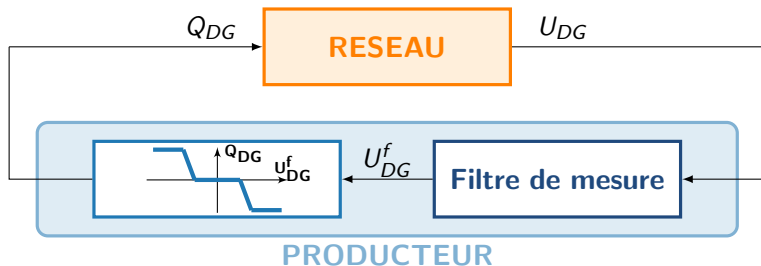 Q_DG
RESEAU
U_DG
Q_DG
U^f_DG
U^f_DG
Filtre de mesure
PRODUCTEUR